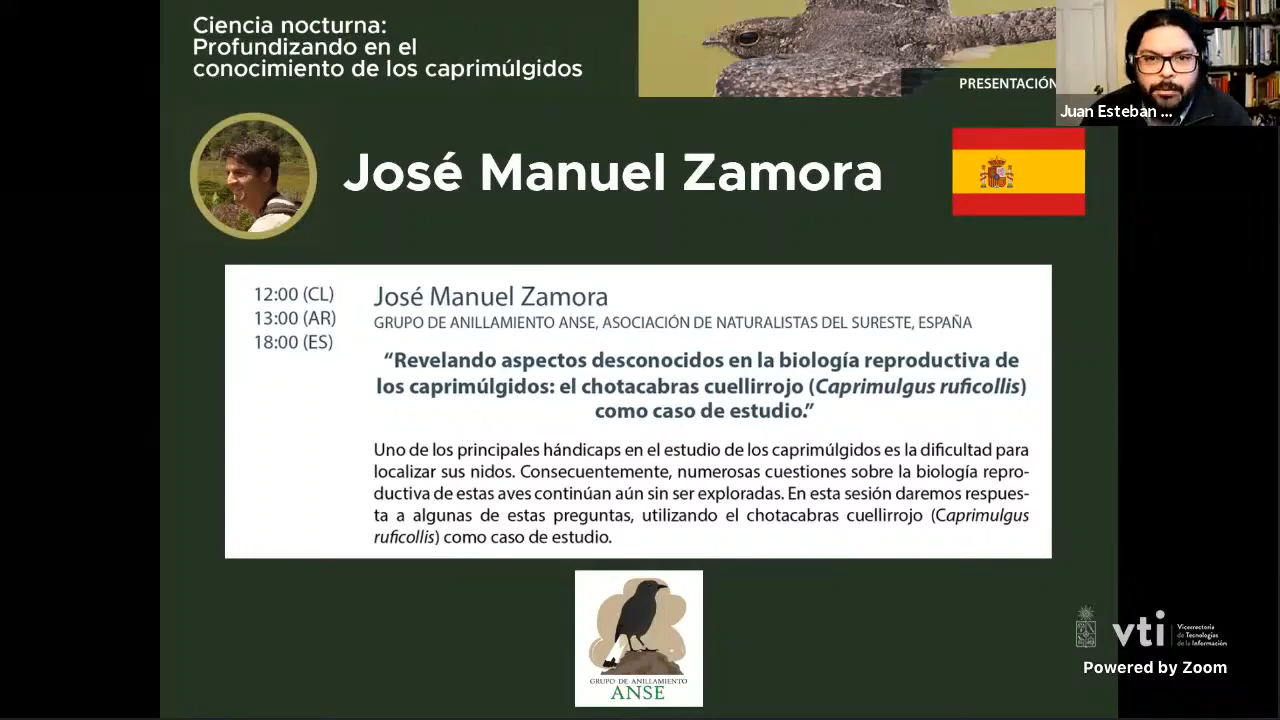 Ciencia nocturna:
Profundizando en el
conocimiento de los caprimúlgidos
PRESENTACIÓN
Juan Esteban ...
José Manuel Zamora
12:00 (CL)
13:00 (AR)
18:00 (ES)
José Manuel Zamora
GRUPO DE ANILLAMIENTO ANSE, ASOCIACIÓN DE NATURALISTAS DEL SURESTE, ESPAÑA
“Revelando aspectos desconocidos en la biología reproductiva de
los caprimúlgidos: el chotacabras cuellirrojo (Caprimulgus ruficollis)
como caso de estudio.”
Uno de los principales hándicaps en el estudio de los caprimúlgidos es la dificultad para
localizar sus nidos. Consecuentemente, numerosas cuestiones sobre la biología repro-
ductiva de estas aves continúan aún sin ser exploradas. En esta sesión daremos respues-
ta a algunas de estas preguntas, utilizando el chotacabras cuellirrojo (Caprimulgus
ruficollis) como caso de estudio.
GRUPO DE ANILLAMIENTO
ANSE
vti
Vicerrectoría
de Tecnologías
de la Información
Powered by Zoom